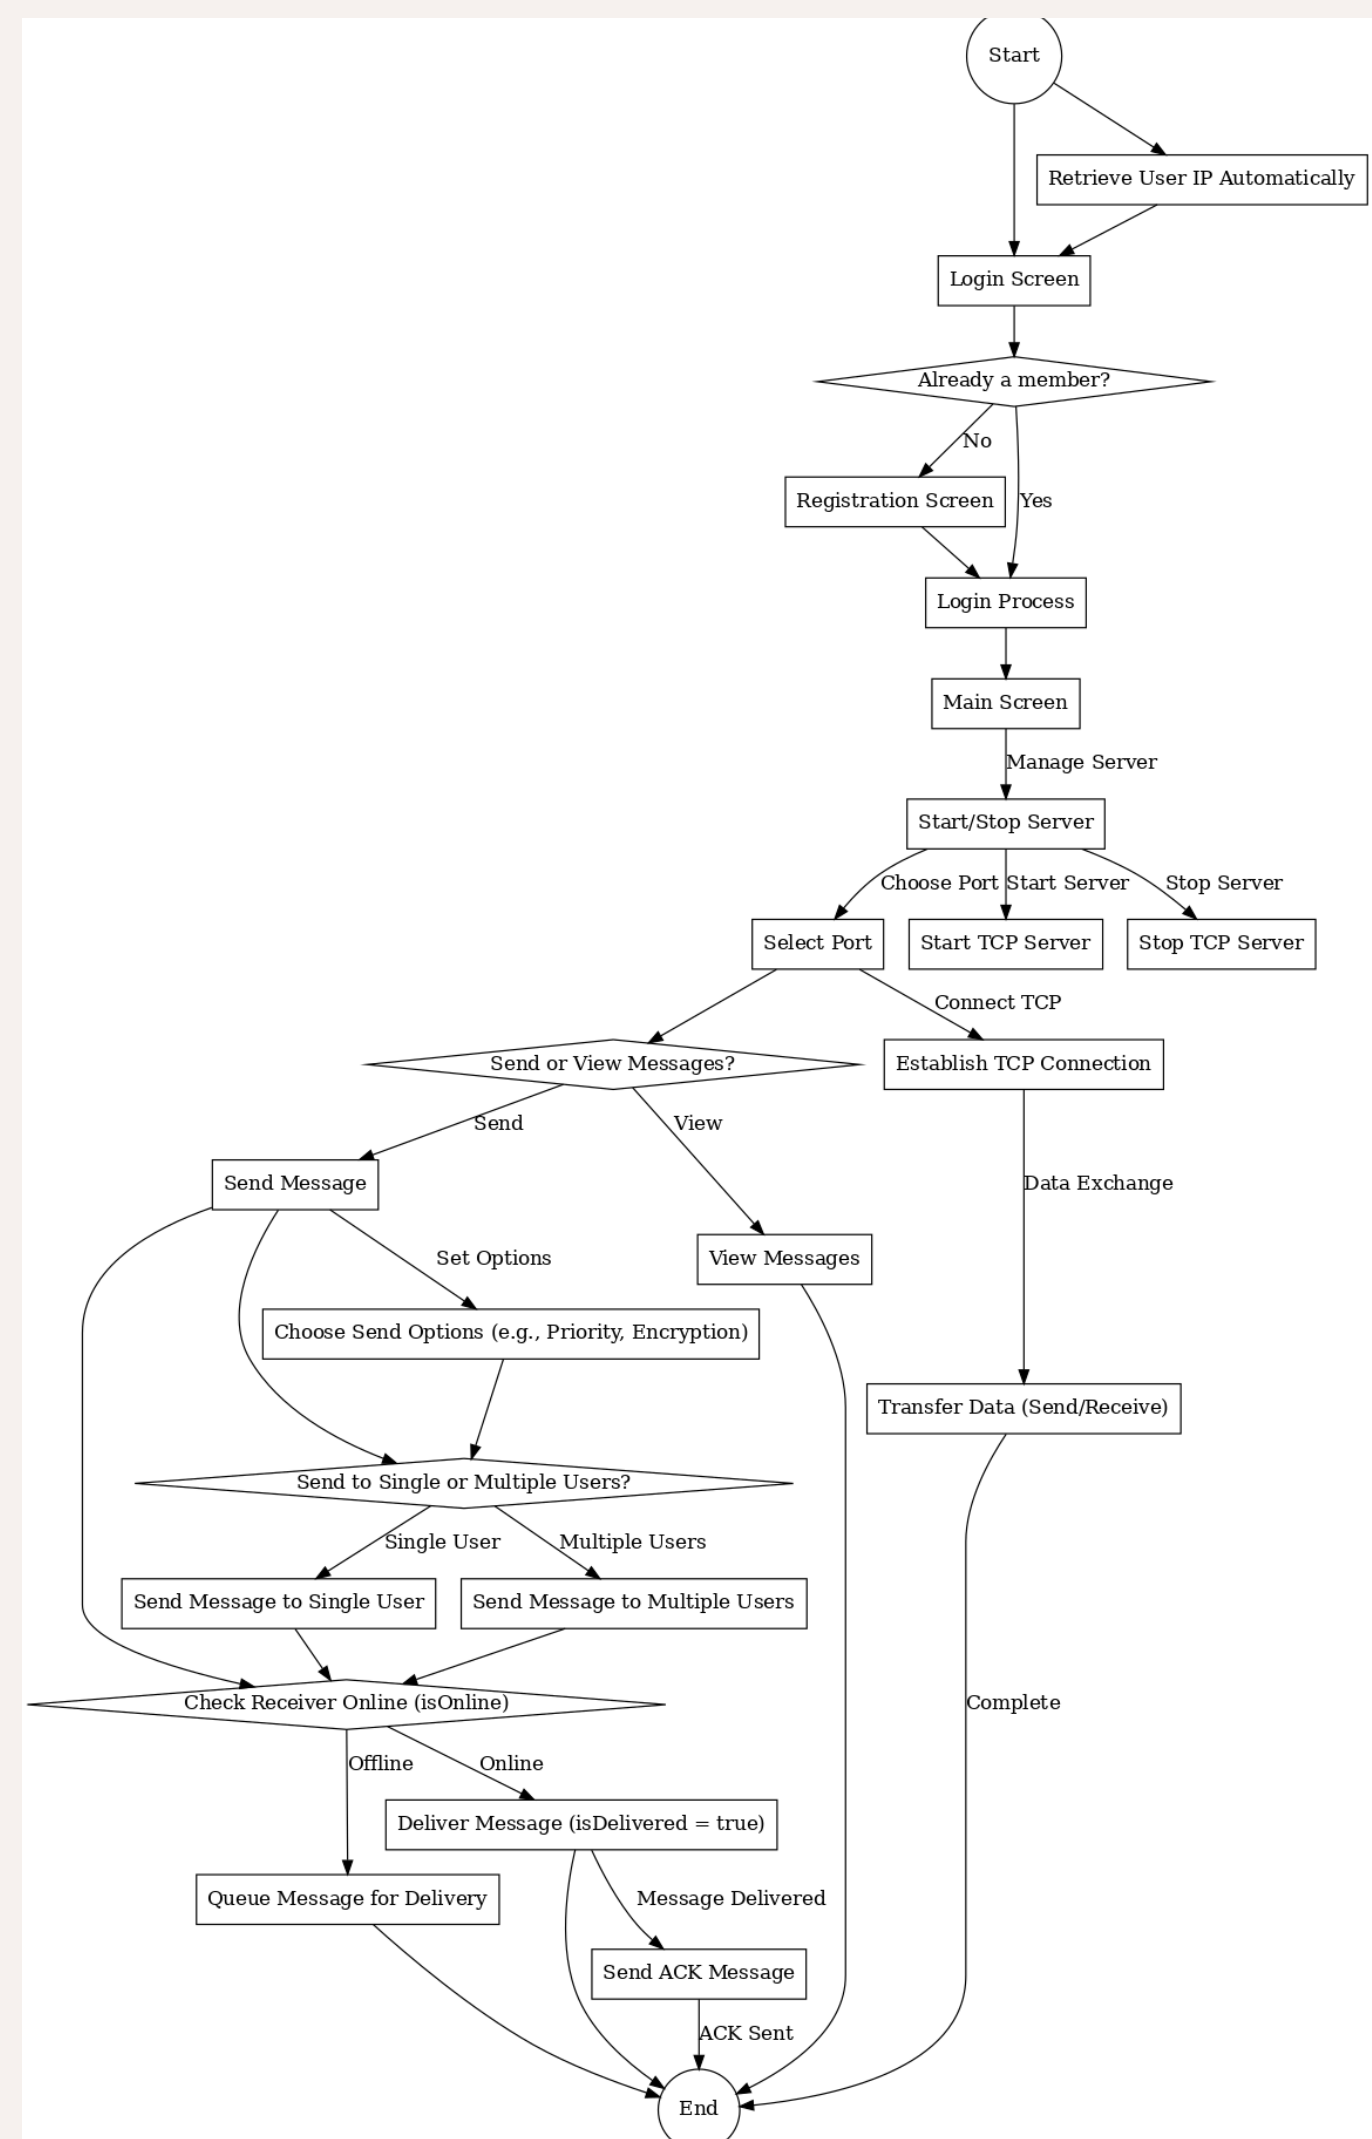 Start
Retrieve User IP Automatically
Login Screen
Already a member?
No
Registration Screen
Yes
Login Process
Main Screen
Manage Server
Start/Stop Server
Choose Port
Start Server
Stop Server
Select Port
Start TCP Server
Stop TCP Server
Connect TCP
Send or View Messages?
Establish TCP Connection
Send
View
Send Message
Data Exchange
Set Options
View Messages
Choose Send Options (e.g., Priority, Encryption)
Transfer Data (Send/Receive)
Send to Single or Multiple Users?
Single User
Multiple Users
Send Message to Single User
Send Message to Multiple Users
Check Receiver Online (isOnline)
Complete
Offline
Online
Deliver Message (isDelivered = true)
Queue Message for Delivery
Message Delivered
Send ACK Message
ACK Sent
End